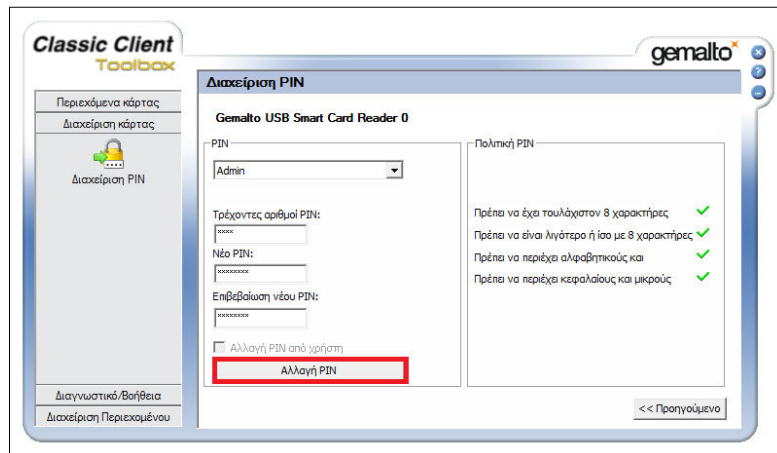 Classic Client
Toolbox
gemalto
Περιεχόμενα κάρτας
Διαχείριση κάρτας
Διαχείριση PIN
Διαγνωστικό/Βοήθεια
Διαχείριση Περιεχομένου
Διαχείριση PIN
Gemalto USB Smart Card Reader 0
PIN
Admin
Τρέχοντες αριθμοί PIN:
××××
Νέο PIN:
××××××××
Επιβεβαίωση νέου PIN:
××××××××
Αλλαγή PIN από χρήστη
Αλλαγή PIN
Πολιτική PIN
Πρέπει να έχει τουλάχιστον 8 χαρακτήρες
Πρέπει να είναι λιγότερο ή ίσο με 8 χαρακτήρες
Πρέπει να περιέχει αλφαβητικούς και
Πρέπει να περιέχει κεφαλαίους και μικρούς
<< Προηγούμενο